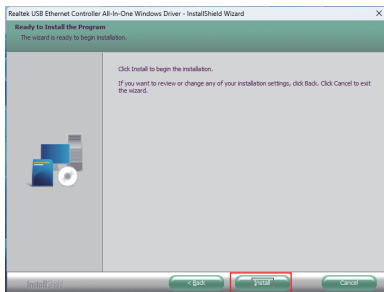 Realtek USB Ethernet Controller All-In-One Windows Driver - InstallShield Wizard
Ready to Install the Program
The wizard is ready to begin installation.
Click Install to begin the installation.
If you want to review or change any of your installation settings, click Back. Click Cancel to exit
the wizard.
InstallShield
< Back
Install
Cancel